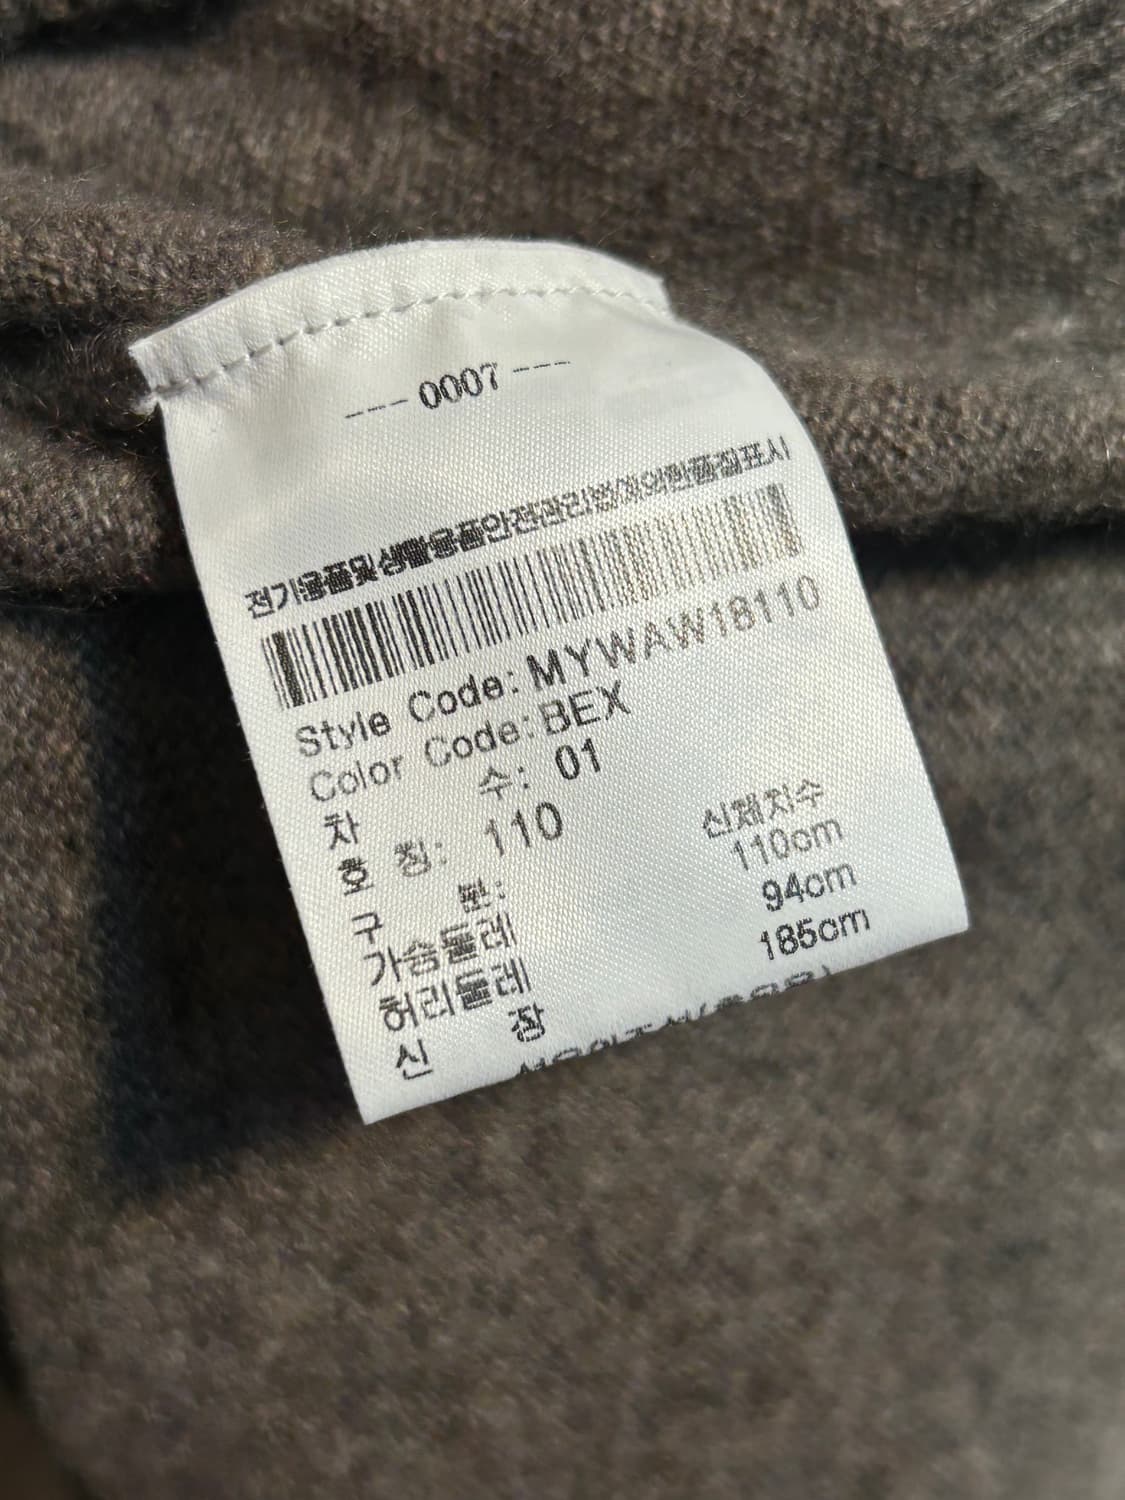 --- 0007 ---
전기용품및생활용품안전관리법에의한품질표시
Style Code: MYWAW18110
Color Code: BEX
차 수: 01
호 칭: 110
구 분: 신체치수
가슴둘레 110cm
허리둘레 94cm
신 장 185cm